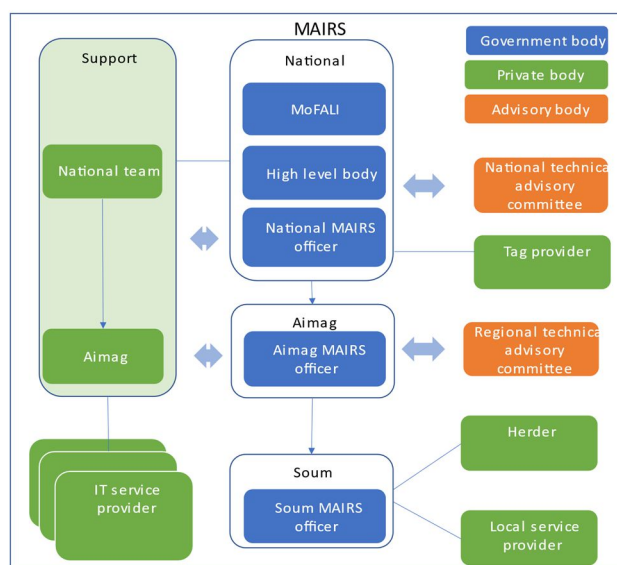 MAIRS
Support
National team
Aimag
IT service
provider
National
MoFALI
High level body
National MAIRS
officer
Aimag
Aimag MAIRS
officer
Soum
Soum MAIRS
officer
Government body
Private body
Advisory body
National technica
advisory
committee
Tag provider
Regional technica
advisory
committee
Herder
Local service
provider